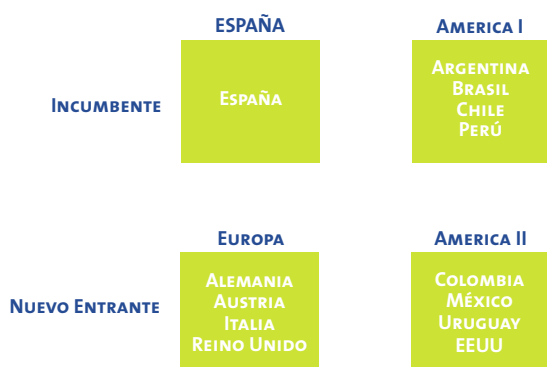 ESPAÑA
AMERICA I
INCUMBENTE
ESPAÑA
ARGENTINA
BRASIL
CHILE
PERÚ
EUROPA
AMERICA II
NUEVO ENTRANTE
ALEMANIA
AUSTRIA
ITALIA
REINO UNIDO
COLOMBIA
MÉXICO
URUGUAY
EEUU